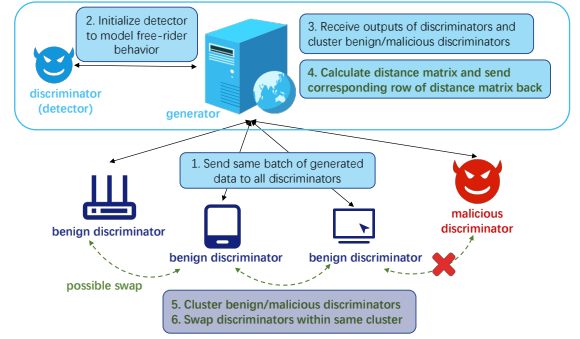 2. Initialize detector
to model free-rider
behavior
3. Receive outputs of discriminators and
cluster benign/malicious discriminators
4. Calculate distance matrix and send
corresponding row of distance matrix back
discriminator
(detector)
generator
1. Send same batch of generated
data to all discriminators
benign discriminator
benign discriminator
benign discriminator
malicious
discriminator
possible swap
5. Cluster benign/malicious discriminators
6. Swap discriminators within same cluster